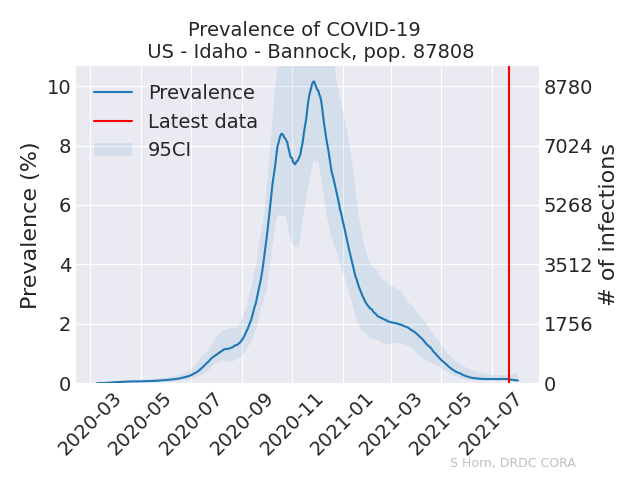 Prevalence of COVID-19
US - Idaho - Bannock, pop. 87808
Prevalence
Latest data
95CI
Prevalence (%)
10
8
6
4
2
0
# of infections
8780
7024
5268
3512
1756
0
2020-03
2020-05
2020-07
2020-09
2020-11
2021-01
2021-03
2021-05
2021-07
S Horn, DRDC CORA